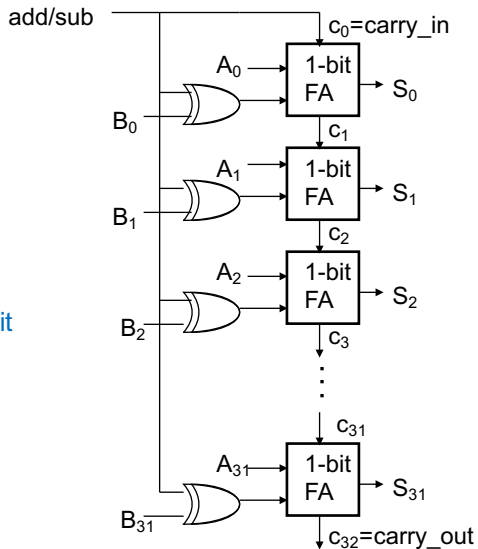 add/sub
c₀=carry_in
A₀
1-bit
FA
S₀
B₀
c₁
A₁
1-bit
FA
S₁
B₁
c₂
A₂
1-bit
FA
S₂
it
B₂
c₃
c₃₁
A₃₁
1-bit
FA
S₃₁
B₃₁
c₃₂=carry_out